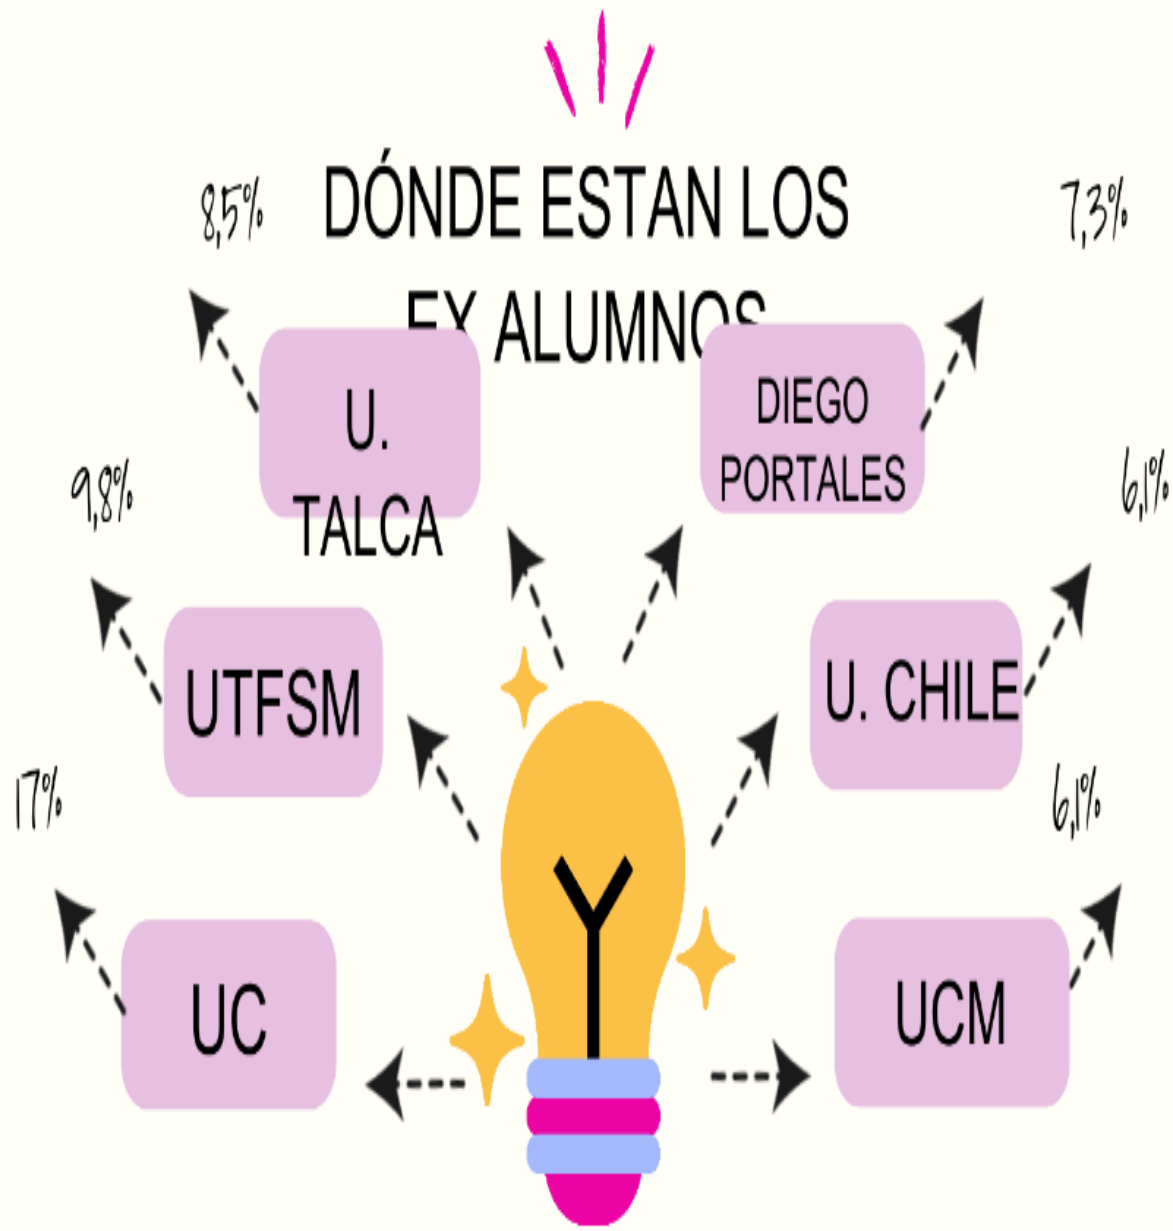 DÓNDE ESTAN LOS
EX ALUMNOS
8,5%
U.
TALCA
7,3%
DIEGO
PORTALES
9,8%
UTFSM
6,1%
U. CHILE
17%
UC
6,1%
UCM